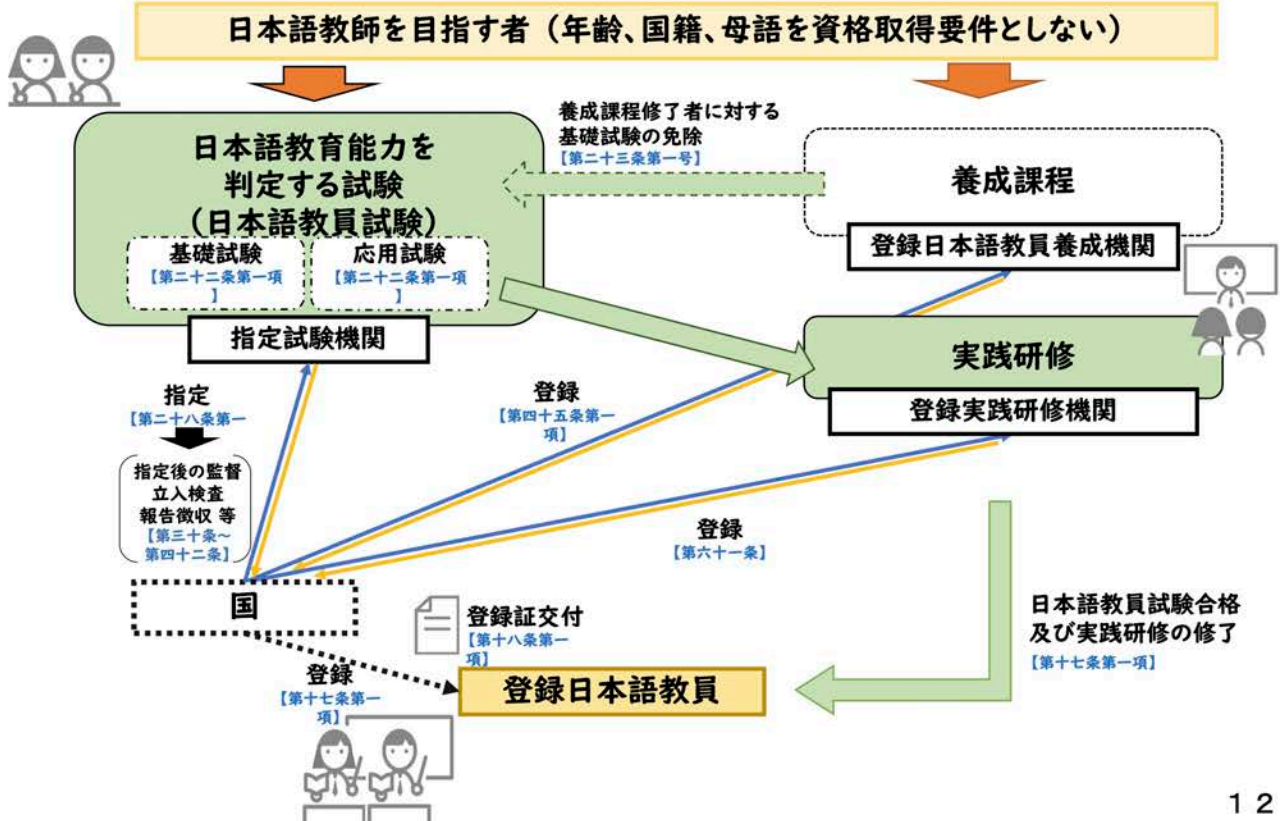 日本語教師を目指す者（年齢、国籍、母語を資格取得要件としない）
養成課程修了者に対する
基礎試験の免除
【第二十三条第一号】
日本語教育能力を
判定する試験
（日本語教員試験）
基礎試験
【第二十二条第一項
】
応用試験
【第二十二条第一項
】
指定試験機関
養成課程
登録日本語教員養成機関
実践研修
登録実践研修機関
指定
【第二十八条第一
指定後の監督
立入検査
報告徴収 等
【第三十条～
第四十二条】
登録
【第四十五条第一
項】
登録
【第六十一条】
国
登録証交付
【第十八条第一
項】
登録
【第十七条第一
項】
登録日本語教員
日本語教員試験合格
及び実践研修の修了
【第十七条第一項】
１２